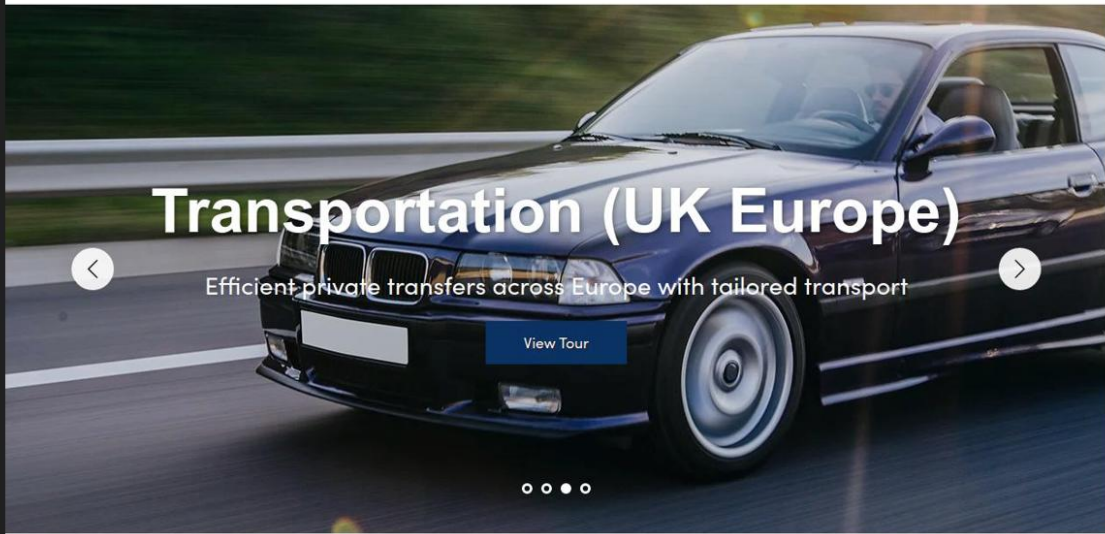 Transportation (UK Europe)
Efficient private transfers across Europe with tailored transport
View Tour